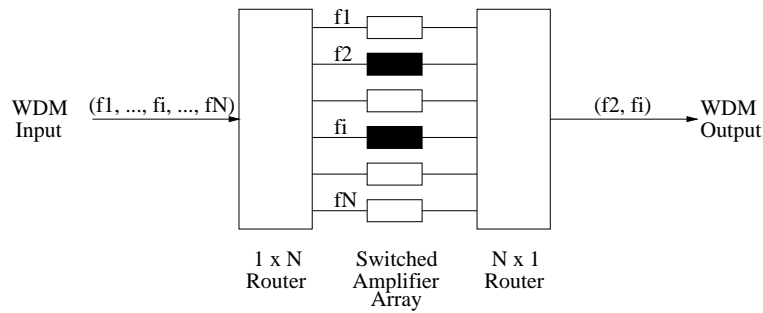 f1
f2
WDM
Input
(f1, ..., fi, ..., fN)
(f2, fi)
WDM
Output
fi
fN
1 x N
Router
Switched
Amplifier
Array
N x 1
Router